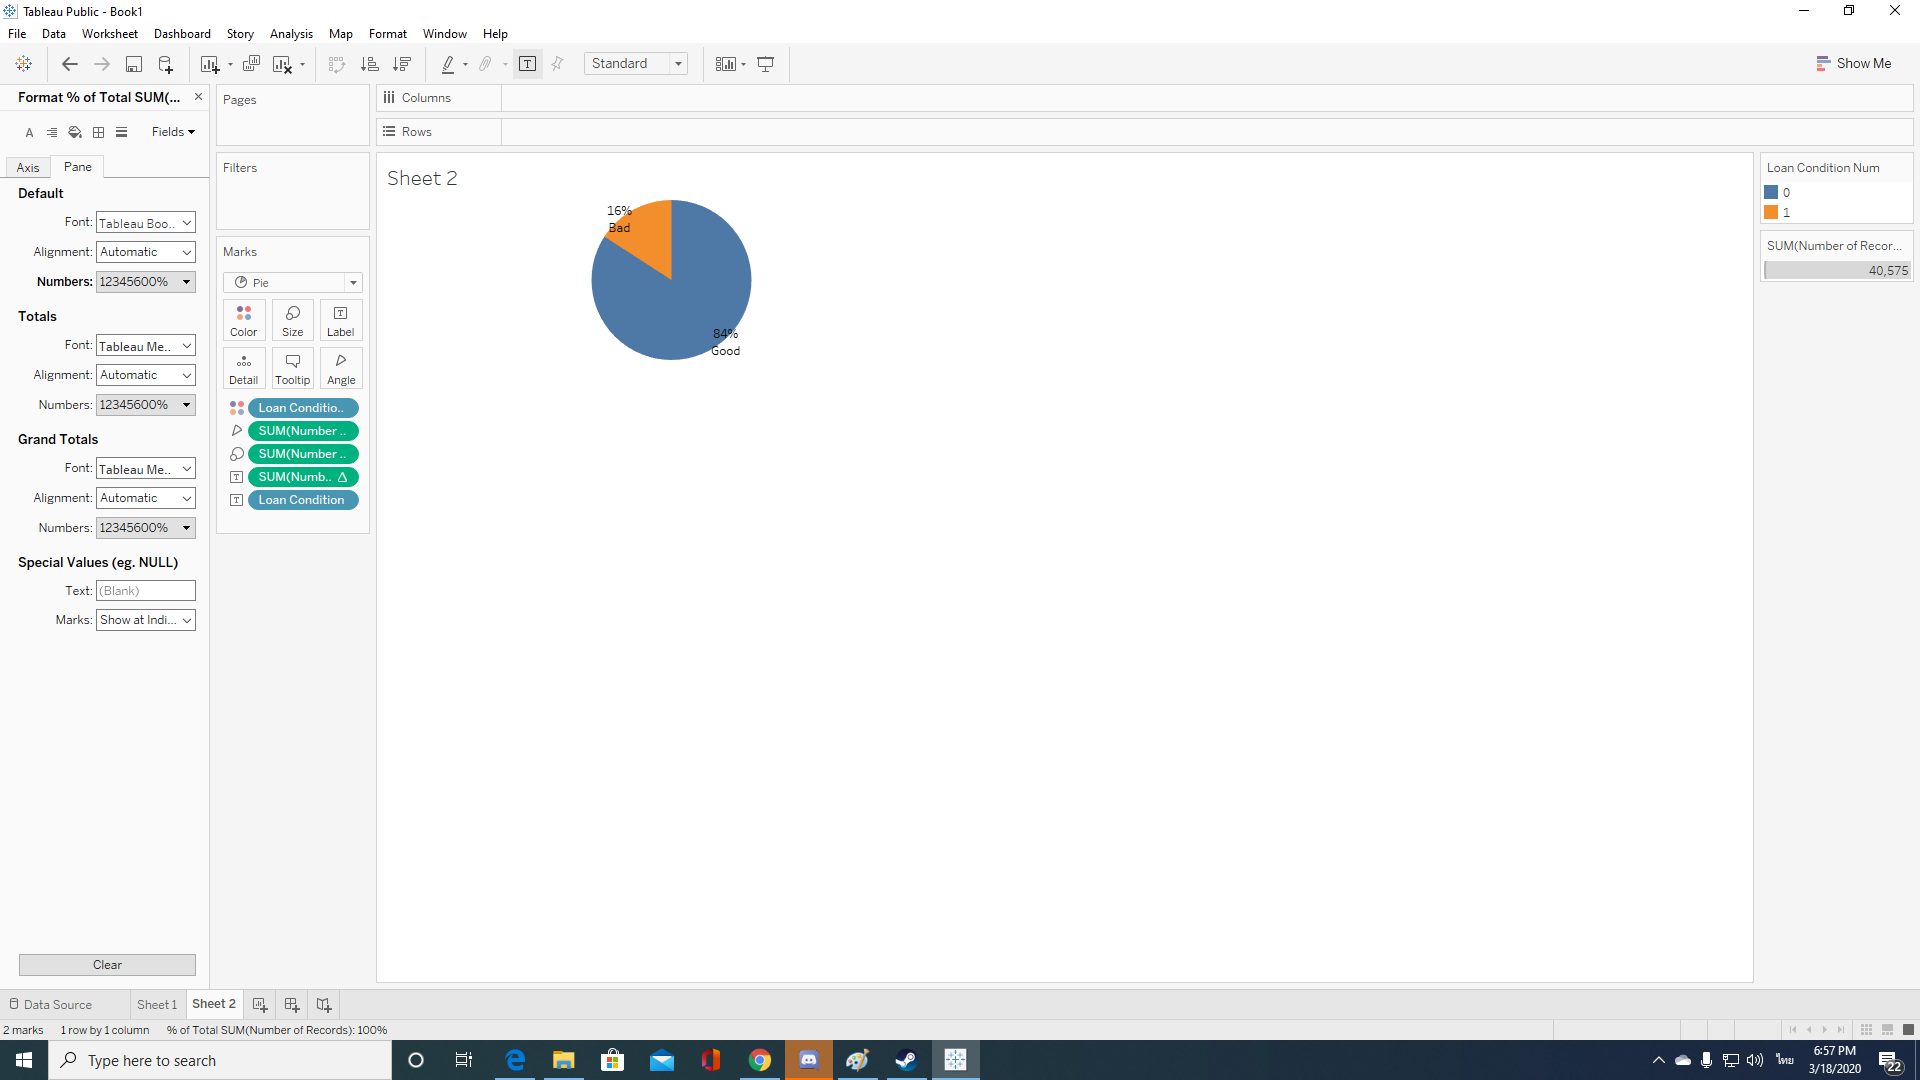 Tableau Public - Book1
File Data Worksheet Dashboard Story Analysis Map Format Window Help
Standard
Show Me
Format % of Total SUM(...
Fields
Axis Pane
Default
Font: Tableau Boo..
Alignment: Automatic
Numbers: 12345600%
Totals
Font: Tableau Me..
Alignment: Automatic
Numbers: 12345600%
Grand Totals
Font: Tableau Me..
Alignment: Automatic
Numbers: 12345600%
Special Values (eg. NULL)
Text: (Blank)
Marks: Show at Indi...
Clear
Pages
Filters
Marks
Pie
Color Size Label
Detail Tooltip Angle
Loan Conditio..
SUM(Number ..
SUM(Number ..
SUM(Numb.. △
Loan Condition
Columns
Rows
Sheet 2
16%
Bad
84%
Good
Loan Condition Num
0
1
SUM(Number of Recor...
40,575
Data Source Sheet 1 Sheet 2
2 marks 1 row by 1 column % of Total SUM(Number of Records): 100%
Type here to search
ไทย
6:57 PM
3/18/2020
22